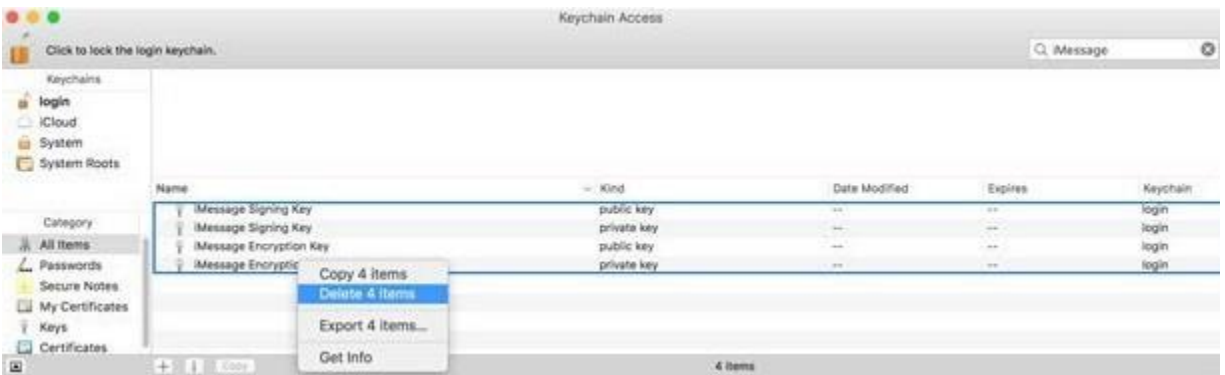 Keychain Access
Click to lock the login keychain.
iMessage
Keychains
login
iCloud
System
System Roots
Name Kind Date Modified Expires Keychain
iMessage Signing Key public key -- -- login
iMessage Signing Key private key -- -- login
iMessage Encryption Key public key -- -- login
iMessage Encryptio private key -- -- login
Category
All Items
Passwords
Secure Notes
My Certificates
Keys
Certificates
Copy 4 items
Delete 4 items
Export 4 items...
Get Info
+ i Copy
4 items